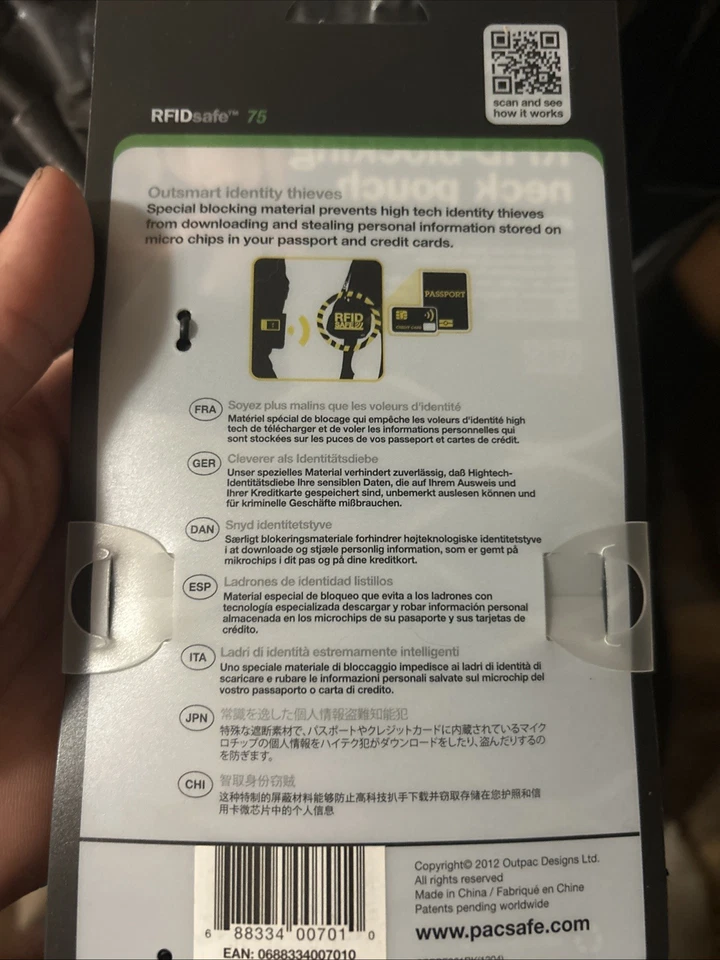 scan and see
how it works
RFIDsafe™ 75
RFID blocking
neck pouch
Outsmart identity thieves
Special blocking material prevents high tech identity thieves
from downloading and stealing personal information stored on
micro chips in your passport and credit cards.
RFID
PASSPORT
CREDIT CARD
FRA
Soyez plus malins que les voleurs d'identité
Matériel spécial de blocage qui empêche les voleurs d'identité high
tech de télécharger et de voler les informations personnelles qui
sont stockées sur les puces de vos passeport et cartes de crédit.
GER
Cleverer als Identitätsdiebe
Unser spezielles Material verhindert zuverlässig, daß Hightech-
Identitätsdiebe Ihre sensiblen Daten, die auf Ihrem Ausweis und
Ihrer Kreditkarte gespeichert sind, unbemerkt auslesen können und
für kriminelle Geschäfte mißbrauchen.
DAN
Snyd identitetstyve
Særligt blokeringsmateriale forhindrer højteknologiske identitetstyve
i at downloade og stjæle personlig information, som er gemt på
mikrochips i dit pas og på dine kreditkort.
ESP
Ladrones de identidad listillos
Material especial de bloqueo que evita a los ladrones con
tecnología especializada descargar y robar información personal
almacenada en los microchips de su pasaporte y sus tarjetas de
crédito.
ITA
Ladri di identità estremamente intelligenti
Uno speciale materiale di bloccaggio impedisce ai ladri di identità di
scaricare e rubare le informazioni personali salvate sul microchip del
vostro passaporto o carta di credito.
JPN
常識を逸した個人情報盗難知能犯
特殊な遮断素材で、パスポートやクレジットカードに内蔵されているマイク
ロチップの個人情報をハイテク犯がダウンロードをしたり、盗んだりするの
を防ぎます。
CHI
智取身份窃贼
这种特制的屏蔽材料能够防止高科技扒手下载并窃取存储在您护照和信
用卡微芯片中的个人信息
6 88334 00701 0
EAN: 0688334007010
Copyright© 2012 Outpac Designs Ltd.
All rights reserved
Made in China / Fabriqué en Chine
Patents pending worldwide
www.pacsafe.com